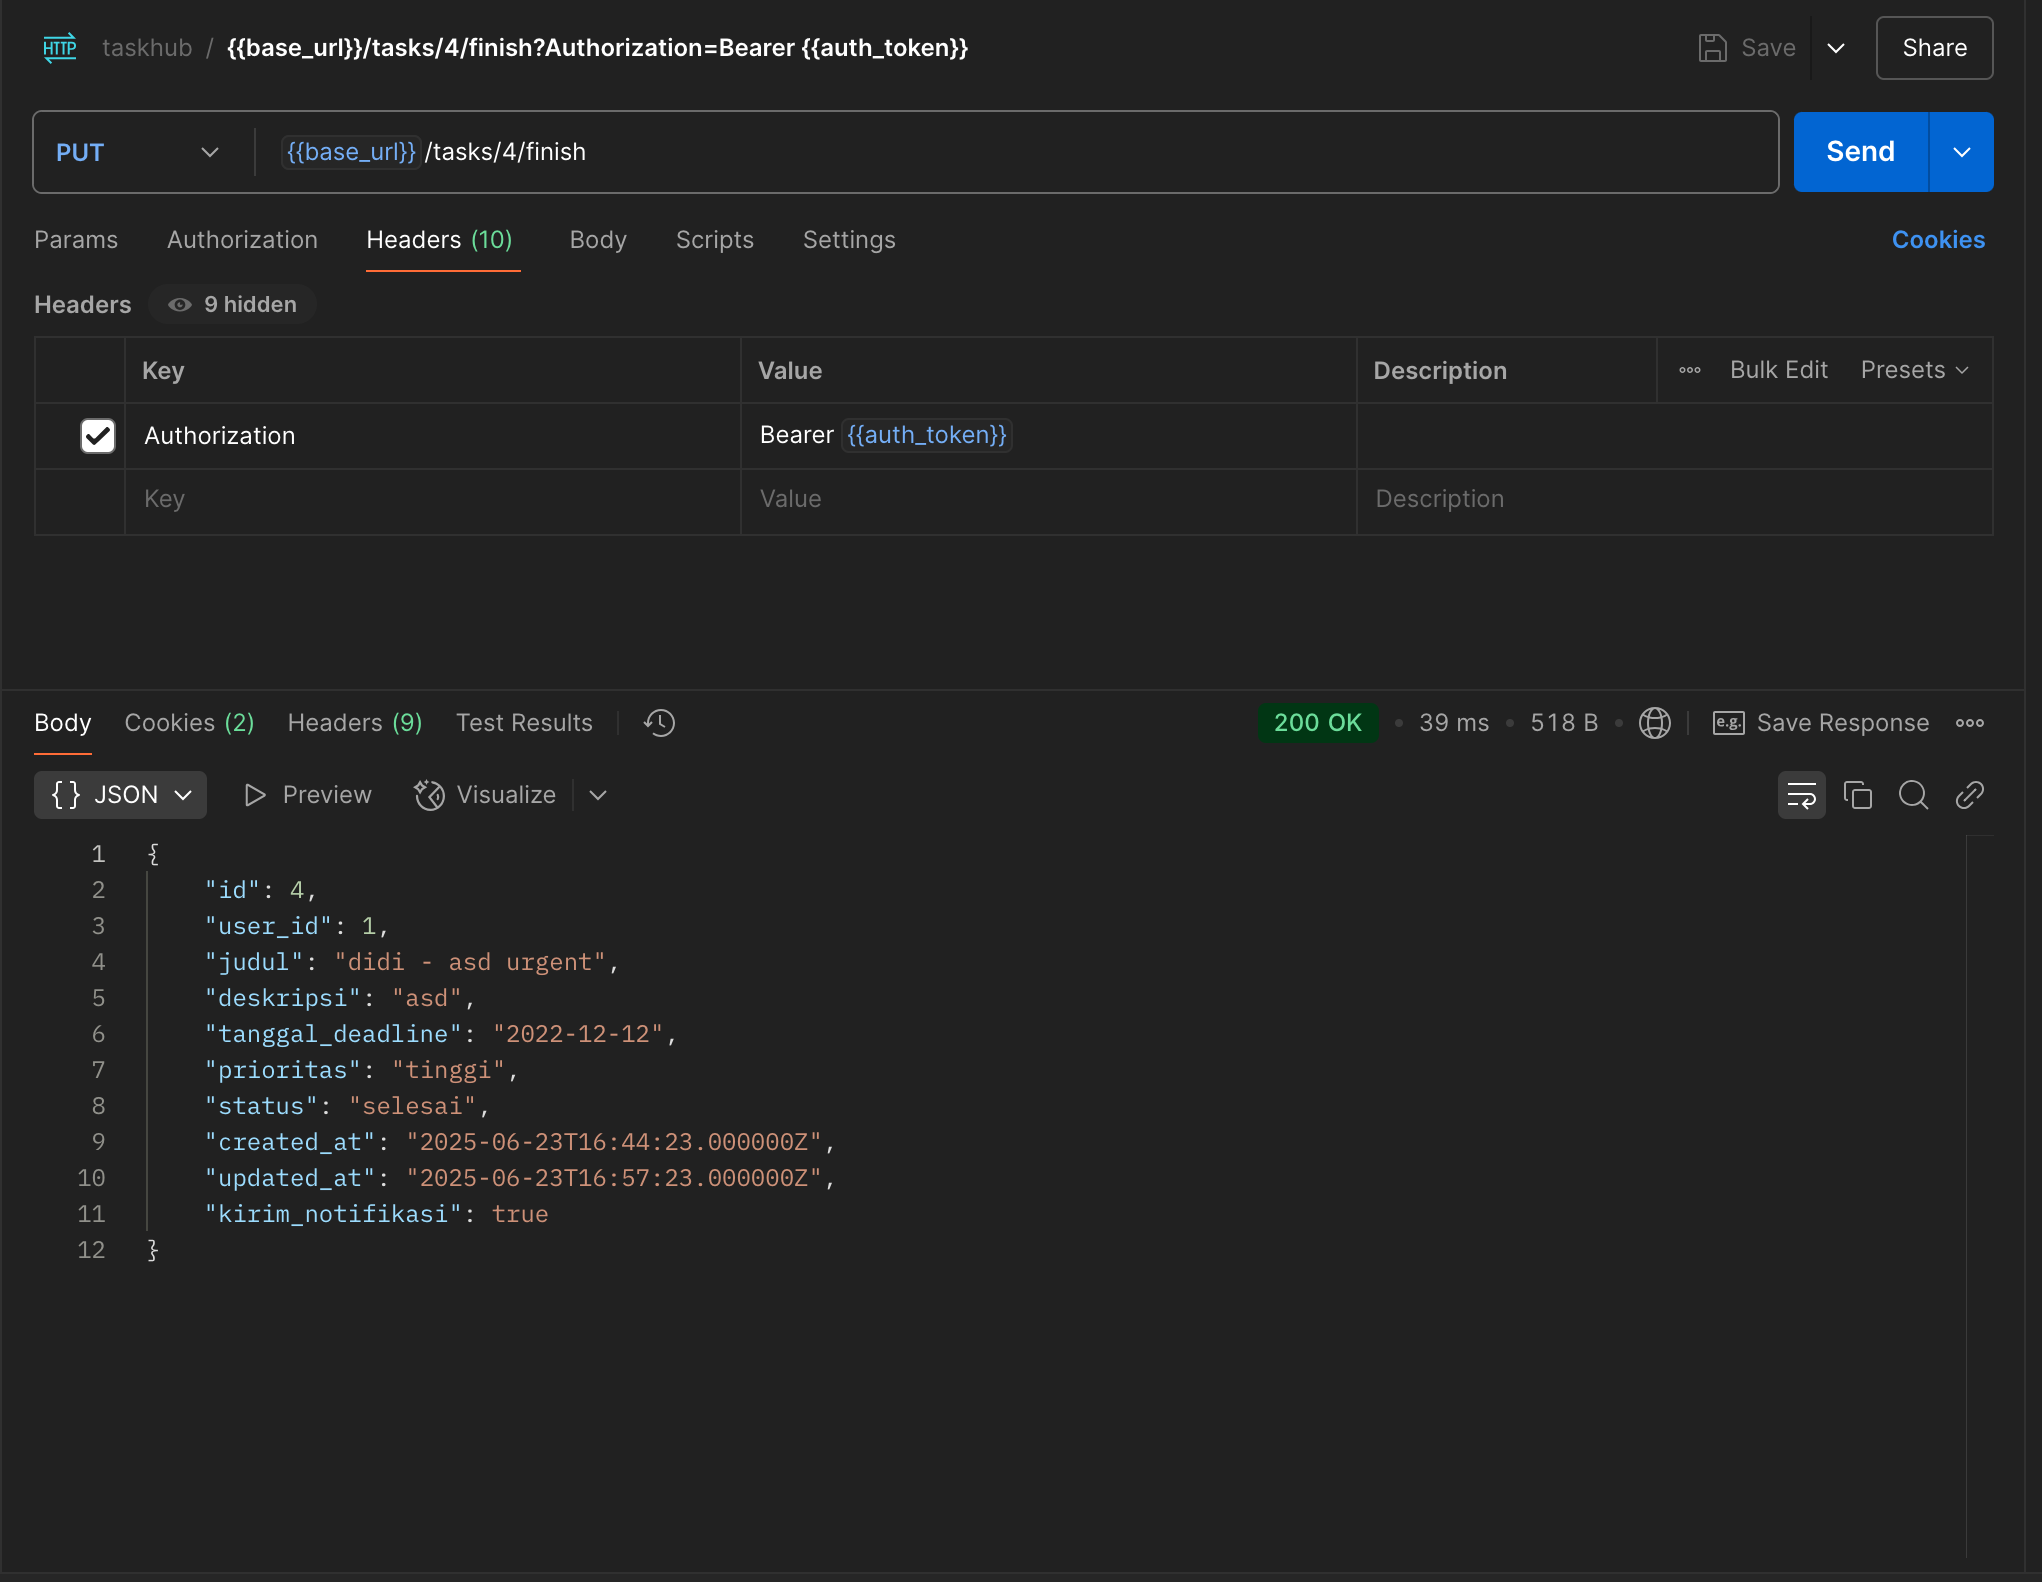 HTTP taskhub / {{base_url}}/tasks/4/finish?Authorization=Bearer {{auth_token}} Save Share
PUT {{base_url}}/tasks/4/finish Send
Params Authorization Headers (10) Body Scripts Settings Cookies
Headers 9 hidden
Key Value Description Bulk Edit Presets
Authorization Bearer {{auth_token}}
Key Value Description
Body Cookies (2) Headers (9) Test Results 200 OK • 39 ms • 518 B • e.g. Save Response
{} JSON Preview Visualize
1 {
2 "id": 4,
3 "user_id": 1,
4 "judul": "didi - asd urgent",
5 "deskripsi": "asd",
6 "tanggal_deadline": "2022-12-12",
7 "prioritas": "tinggi",
8 "status": "selesai",
9 "created_at": "2025-06-23T16:44:23.000000Z",
10 "updated_at": "2025-06-23T16:57:23.000000Z",
11 "kirim_notifikasi": true
12 }